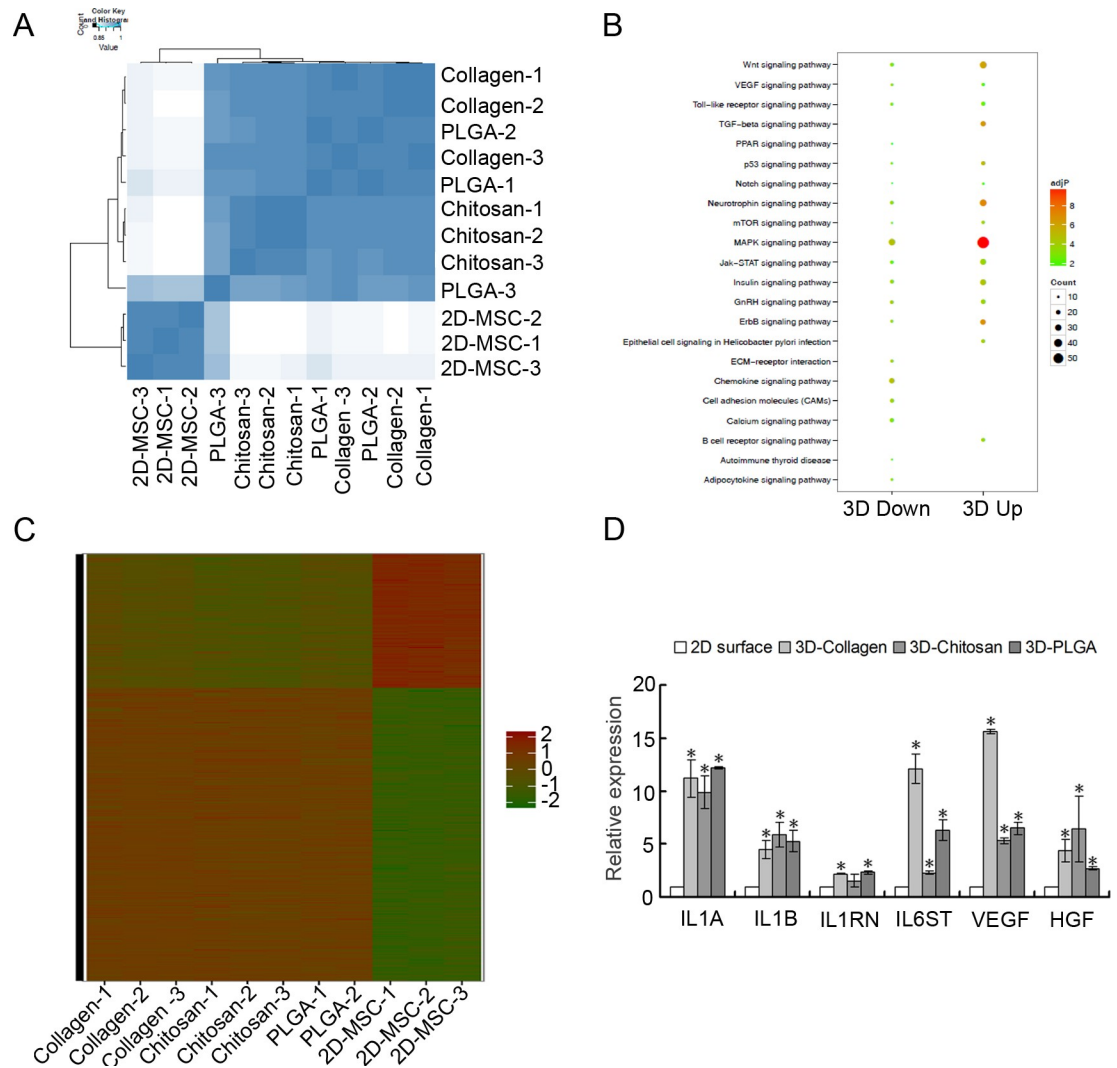 A
Color Key
and Histogra
Count
0
0.85 1
Value
Collagen-1
Collagen-2
PLGA-2
Collagen-3
PLGA-1
Chitosan-1
Chitosan-2
Chitosan-3
PLGA-3
2D-MSC-2
2D-MSC-1
2D-MSC-3
2D-MSC-3
2D-MSC-1
2D-MSC-2
PLGA-3
Chitosan-3
Chitosan-2
Chitosan-1
PLGA-1
Collagen -3
PLGA-2
Collagen-2
Collagen-1
B
Wnt signaling pathway
VEGF signaling pathway
Toll-like receptor signaling pathway
TGF-beta signaling pathway
PPAR signaling pathway
p53 signaling pathway
Notch signaling pathway
Neurotrophin signaling pathway
mTOR signaling pathway
MAPK signaling pathway
Jak-STAT signaling pathway
Insulin signaling pathway
GnRH signaling pathway
ErbB signaling pathway
Epithelial cell signaling in Helicobacter pylori infection
ECM-receptor interaction
Chemokine signaling pathway
Cell adhesion molecules (CAMs)
Calcium signaling pathway
B cell receptor signaling pathway
Autoimmune thyroid disease
Adipocytokine signaling pathway
3D Down 3D Up
adjP
8
6
4
2
Count
10
20
30
40
50
C
2
1
0
-1
-2
Collagen-1
Collagen-2
Collagen -3
Chitosan-1
Chitosan-2
Chitosan-3
PLGA-1
PLGA-2
2D-MSC-1
2D-MSC-2
2D-MSC-3
D
2D surface 3D-Collagen 3D-Chitosan 3D-PLGA
Relative expression
20
15
10
5
0
* * *
* * *
* *
* * *
* * *
* * *
IL1A IL1B IL1RN IL6ST VEGF HGF